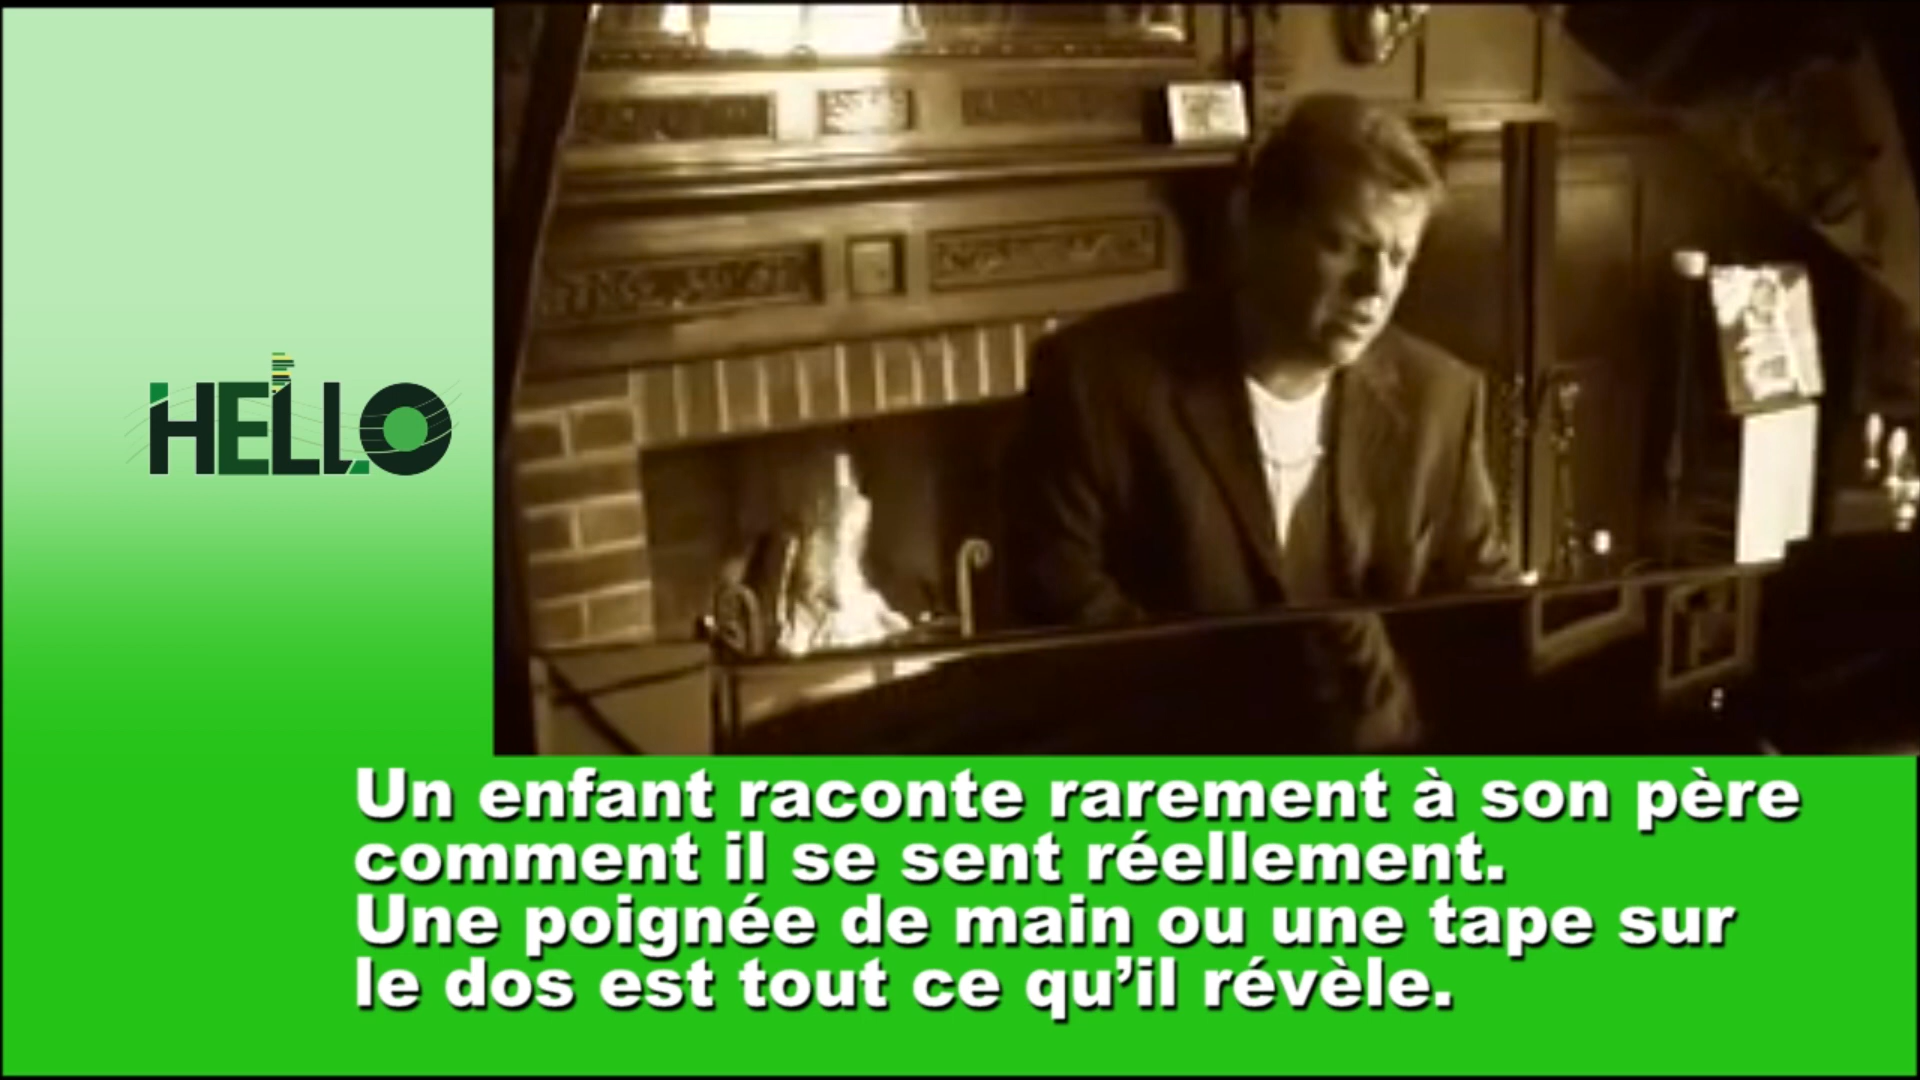 HELLO
Un enfant raconte rarement à son père
comment il se sent réellement.
Une poignée de main ou une tape sur
le dos est tout ce qu’il révèle.